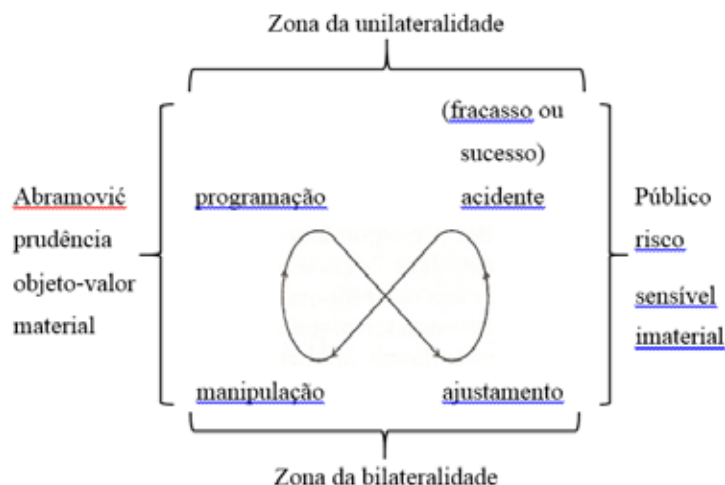 Zona da unilateralidade
(fracasso ou
sucesso)
Abramović programação acidente Público
prudência risco
objeto-valor sensível
material imaterial
manipulação ajustamento
Zona da bilateralidade